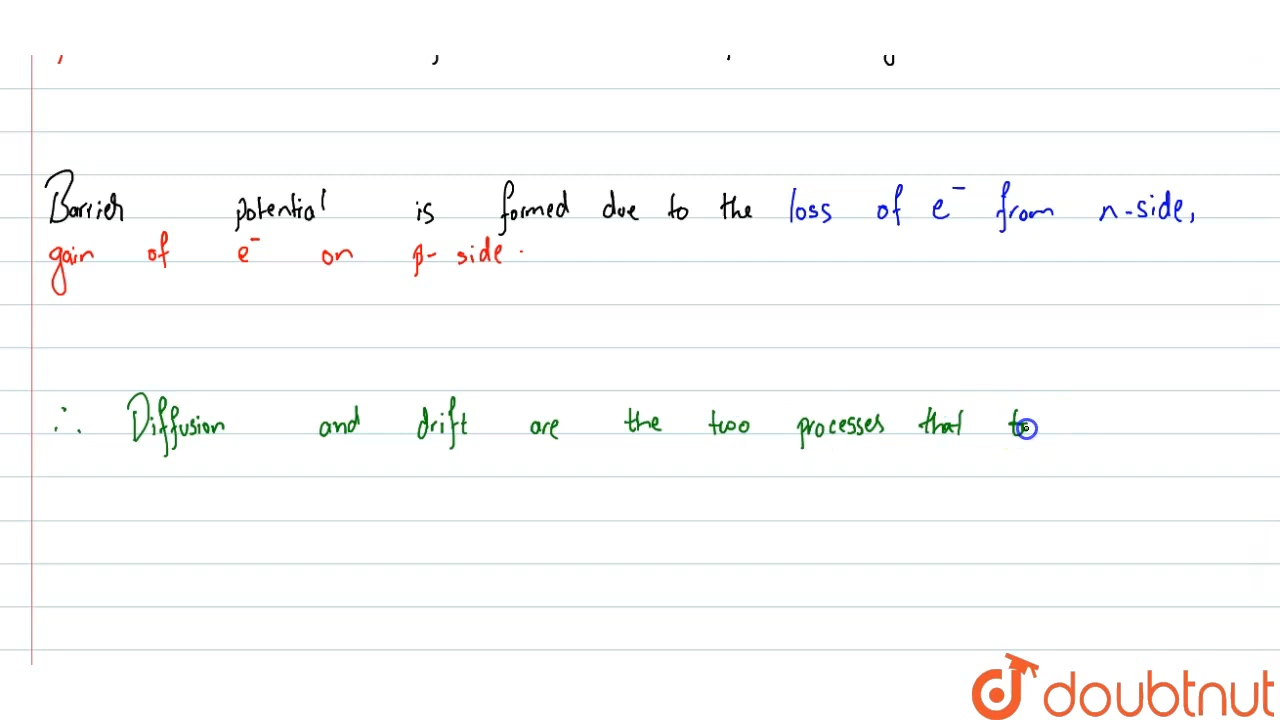 Barrier potential is formed due to the loss of e⁻ from n-side,
gain of e⁻ on p- side.
∴ Diffusion and drift are the two processes that
doubtnut